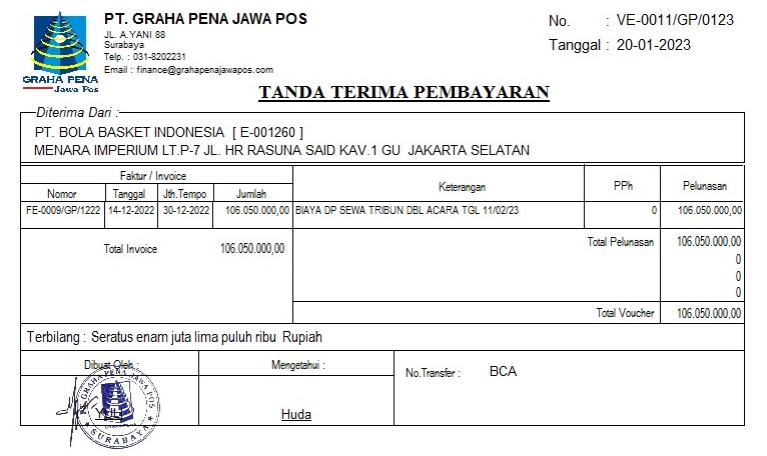 GRAHA PENA
Jawa Pos
PT. GRAHA PENA JAWA POS
JL. A.YANI 88
Surabaya
Telp. : 031-8202231
Email : finance@grahapenajawapos.com
No. : VE-0011/GP/0123
Tanggal : 20-01-2023
TANDA TERIMA PEMBAYARAN
Diterima Dari :
PT. BOLA BASKET INDONESIA [ E-001260 ]
MENARA IMPERIUM LT.P-7 JL. HR RASUNA SAID KAV.1 GU JAKARTA SELATAN
Faktur / Invoice Keterangan PPh Pelunasan
Nomor Tanggal Jth.Tempo Jumlah
FE-0009/GP/1222 14-12-2022 30-12-2022 106.050.000,00 BIAYA DP SEWA TRIBUN DBL ACARA TGL 11/02/23 0 106.050.000,00
Total Invoice 106.050.000,00 Total Pelunasan 106.050.000,00
0
0
0
Total Voucher 106.050.000,00
Terbilang : Seratus enam juta lima puluh ribu Rupiah
Dibuat Oleh : Mengetahui : No.Transfer : BCA
GRAHA PENA JAWA POS
YULI
SURABAYA
Huda